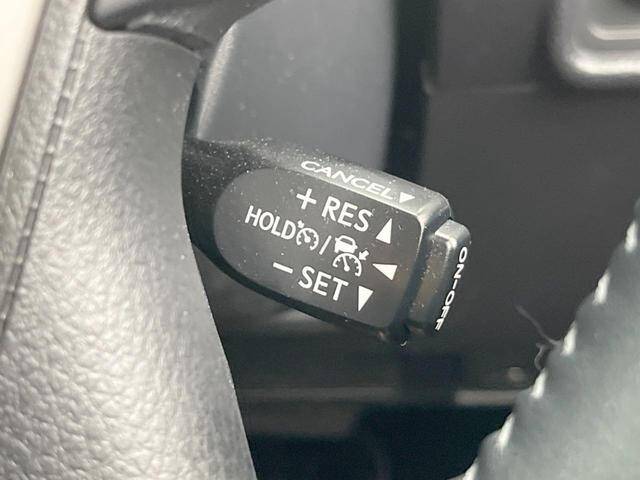 CANCEL▼
+ RES ▲
HOLD / ◀
- SET ▼
ON-OFF